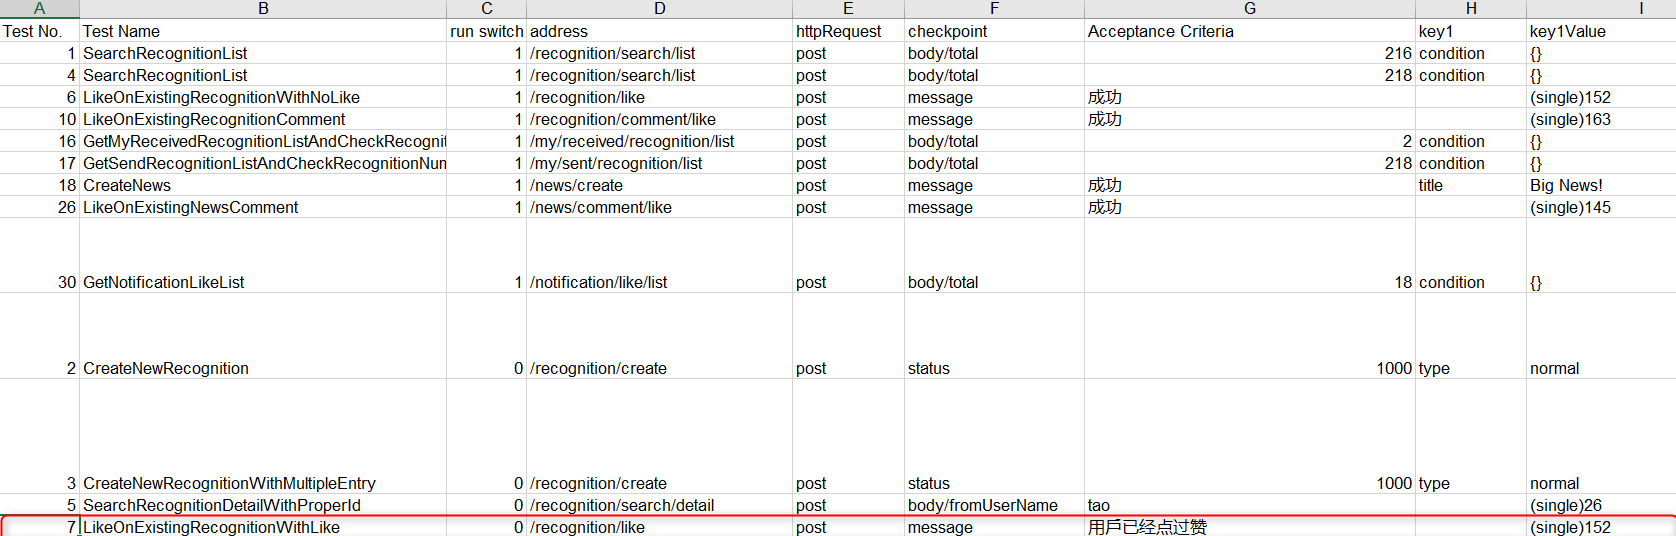 A B C D E F G H I
Test No. Test Name run switch address httpRequest checkpoint Acceptance Criteria key1 key1Value
1 SearchRecognitionList 1 /recognition/search/list post body/total 216 condition {}
4 SearchRecognitionList 1 /recognition/search/list post body/total 218 condition {}
6 LikeOnExistingRecognitionWithNoLike 1 /recognition/like post message 成功 (single)152
10 LikeOnExistingRecognitionComment 1 /recognition/comment/like post message 成功 (single)163
16 GetMyReceivedRecognitionListAndCheckRecognit 1 /my/received/recognition/list post body/total 2 condition {}
17 GetSendRecognitionListAndCheckRecognitionNum 1 /my/sent/recognition/list post body/total 218 condition {}
18 CreateNews 1 /news/create post message 成功 title Big News!
26 LikeOnExistingNewsComment 1 /news/comment/like post message 成功 (single)145
30 GetNotificationLikeList 1 /notification/like/list post body/total 18 condition {}
2 CreateNewRecognition 0 /recognition/create post status 1000 type normal
3 CreateNewRecognitionWithMultipleEntry 0 /recognition/create post status 1000 type normal
5 SearchRecognitionDetailWithProperId 0 /recognition/search/detail post body/fromUserName tao (single)26
7 LikeOnExistingRecognitionWithLike 0 /recognition/like post message 用戶已经点过赞 (single)152